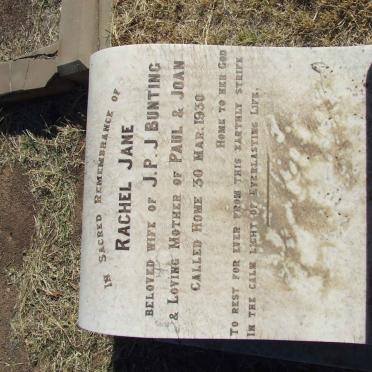 IN SACRED REMEMBRANCE OF
RACHEL JANE
BELOVED WIFE OF J.P.J BUNTING
& LOVING MOTHER OF PAUL & JOAN
CALLED HOME 30 MAR. 1930
HOME TO HER GOD
TO REST FOR EVER FROM THIS EARTHLY STRIFE
IN THE CALM LIGHT OF EVERLASTING LIFE.